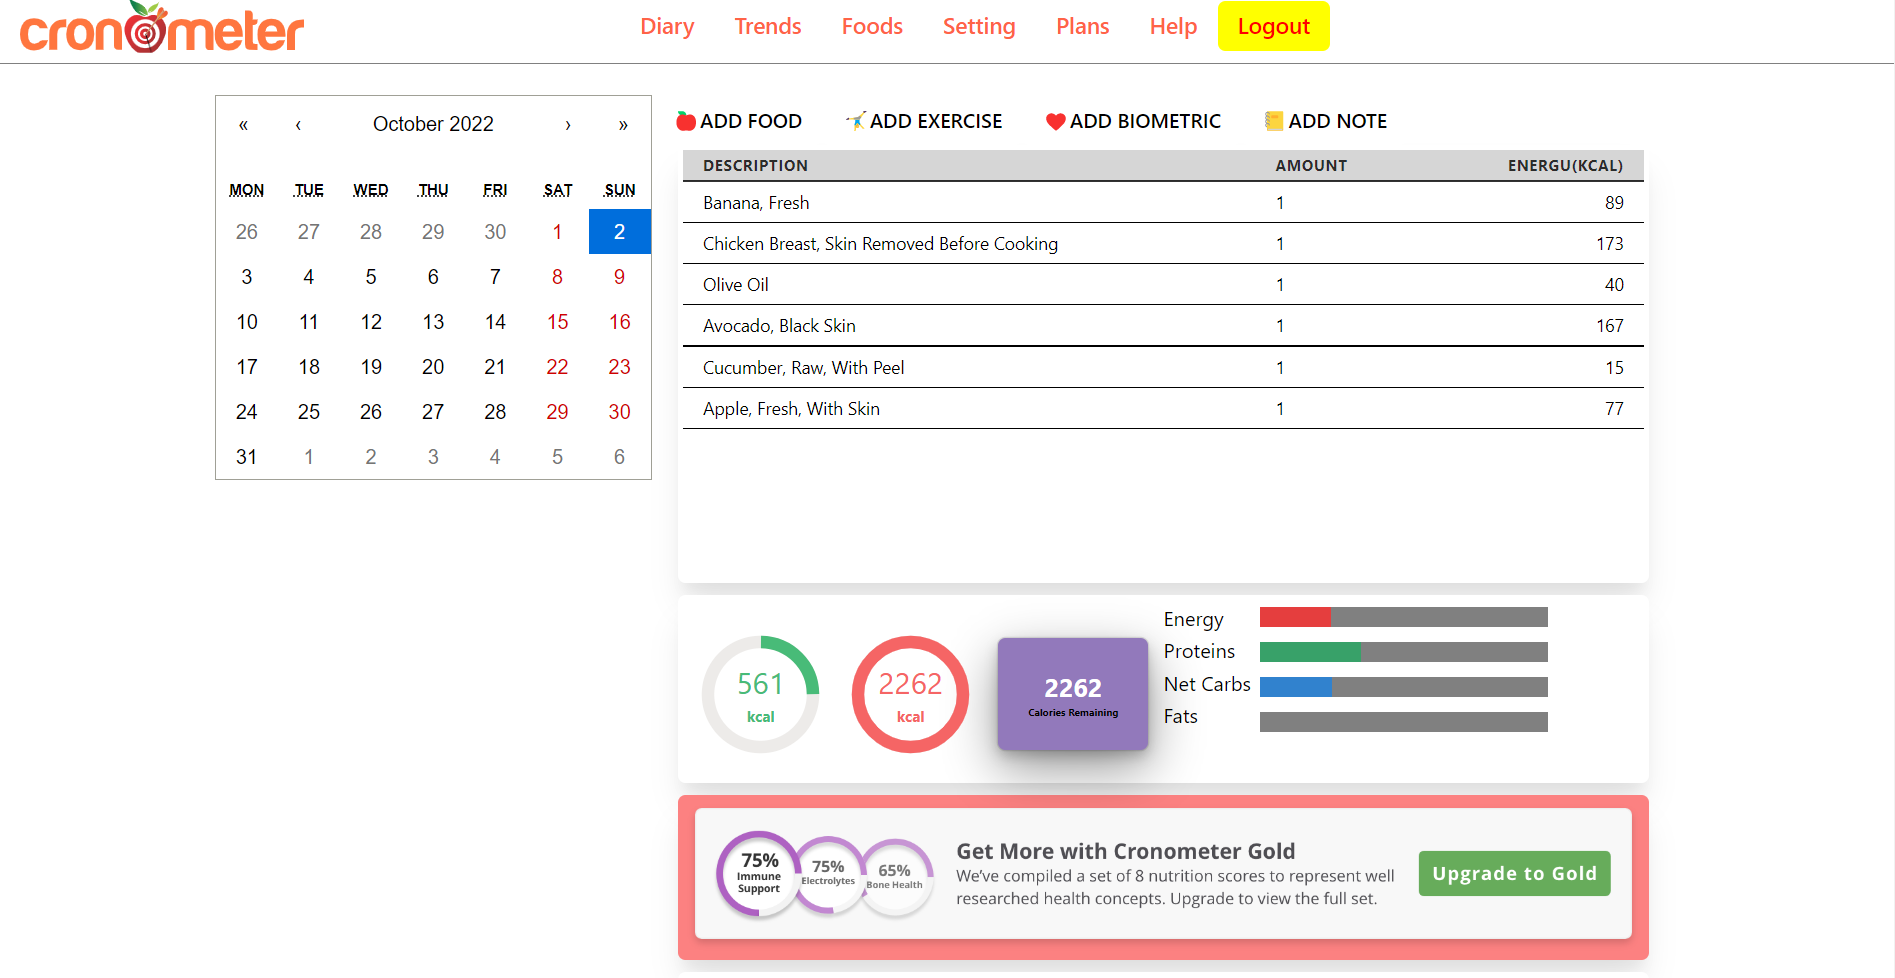 cronometer
Diary Trends Foods Setting Plans Help Logout
« ‹ October 2022 › »
MON TUE WED THU FRI SAT SUN
26 27 28 29 30 1 2
3 4 5 6 7 8 9
10 11 12 13 14 15 16
17 18 19 20 21 22 23
24 25 26 27 28 29 30
31 1 2 3 4 5 6
ADD FOOD ADD EXERCISE ADD BIOMETRIC ADD NOTE
DESCRIPTION AMOUNT ENERGU(KCAL)
Banana, Fresh 1 89
Chicken Breast, Skin Removed Before Cooking 1 173
Olive Oil 1 40
Avocado, Black Skin 1 167
Cucumber, Raw, With Peel 1 15
Apple, Fresh, With Skin 1 77
561
kcal
2262
kcal
2262
Calories Remaining
Energy
Proteins
Net Carbs
Fats
75%
Immune
Support
75%
Electrolytes
65%
Bone Health
Get More with Cronometer Gold
We've compiled a set of 8 nutrition scores to represent well
researched health concepts. Upgrade to view the full set.
Upgrade to Gold